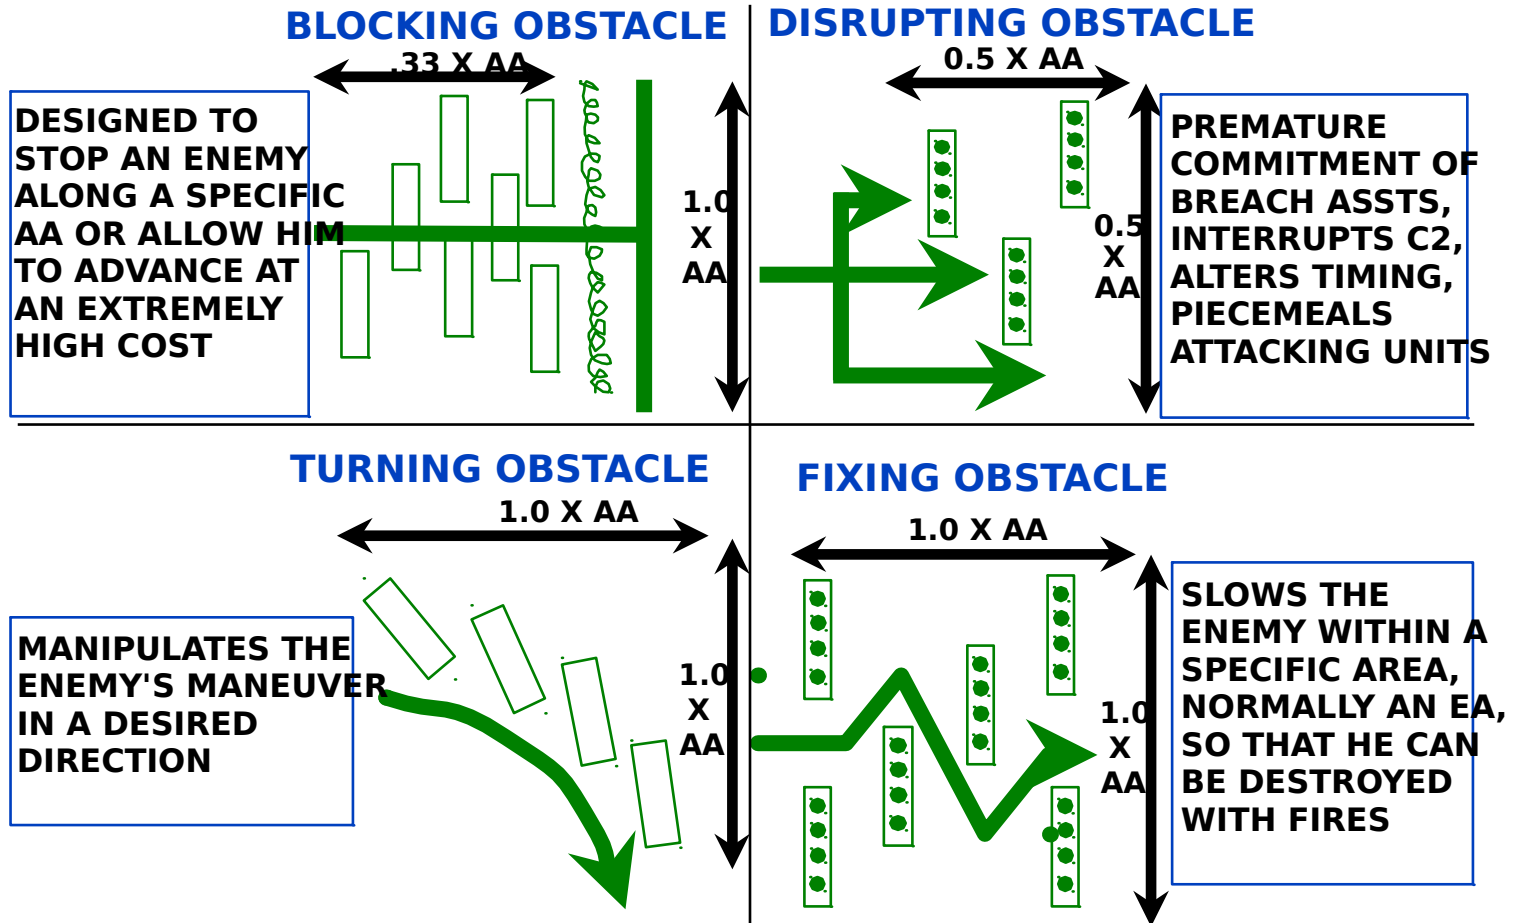 BLOCKING OBSTACLE
.33 X AA
DESIGNED TO
STOP AN ENEMY
ALONG A SPECIFIC
AA OR ALLOW HIM
TO ADVANCE AT
AN EXTREMELY
HIGH COST
1.0
X
AA
DISRUPTING OBSTACLE
0.5 X AA
0.5
X
AA
PREMATURE
COMMITMENT OF
BREACH ASSTS,
INTERRUPTS C2,
ALTERS TIMING,
PIECEMEALS
ATTACKING UNITS
TURNING OBSTACLE
1.0 X AA
MANIPULATES THE
ENEMY'S MANEUVER
IN A DESIRED
DIRECTION
1.0
X
AA
FIXING OBSTACLE
1.0 X AA
1.0
X
AA
SLOWS THE
ENEMY WITHIN A
SPECIFIC AREA,
NORMALLY AN EA,
SO THAT HE CAN
BE DESTROYED
WITH FIRES